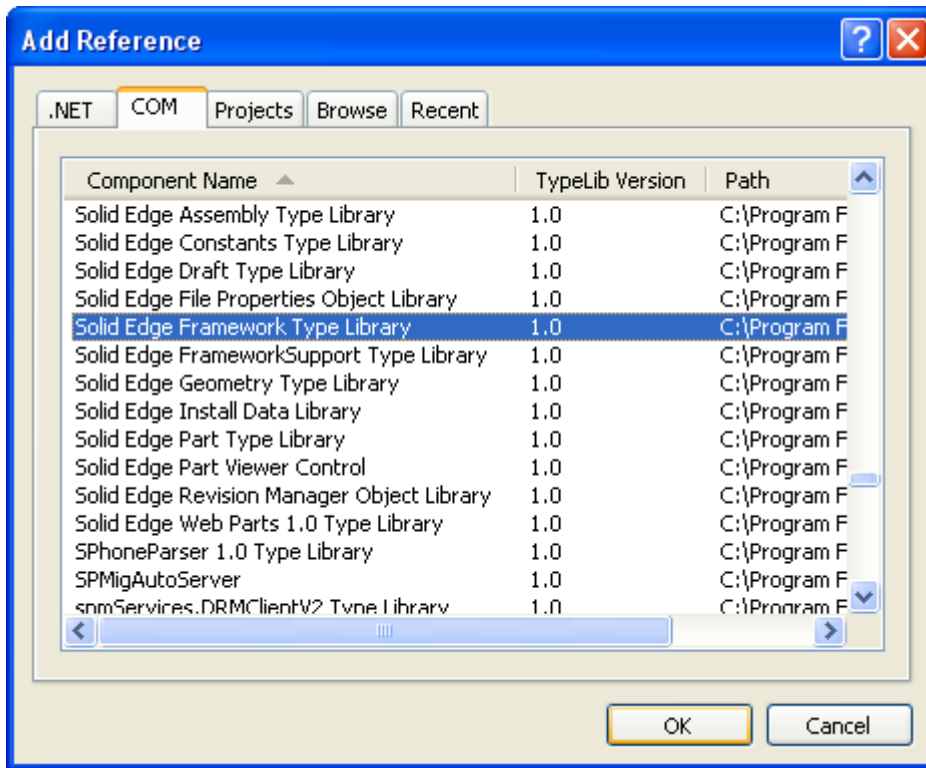 Add Reference
.NET COM Projects Browse Recent
Component Name TypeLib Version Path
Solid Edge Assembly Type Library 1.0 C:\Program F
Solid Edge Constants Type Library 1.0 C:\Program F
Solid Edge Draft Type Library 1.0 C:\Program F
Solid Edge File Properties Object Library 1.0 C:\Program F
Solid Edge Framework Type Library 1.0 C:\Program F
Solid Edge FrameworkSupport Type Library 1.0 C:\Program F
Solid Edge Geometry Type Library 1.0 C:\Program F
Solid Edge Install Data Library 1.0 C:\Program F
Solid Edge Part Type Library 1.0 C:\Program F
Solid Edge Part Viewer Control 1.0 C:\Program F
Solid Edge Revision Manager Object Library 1.0 C:\Program F
Solid Edge Web Parts 1.0 Type Library 1.0 C:\Program F
SPhoneParser 1.0 Type Library 1.0 C:\Program F
SPMigAutoServer 1.0 C:\Program F
spmServices.DRMClientV2 Type Library 1.0 C:\Program F
OK Cancel